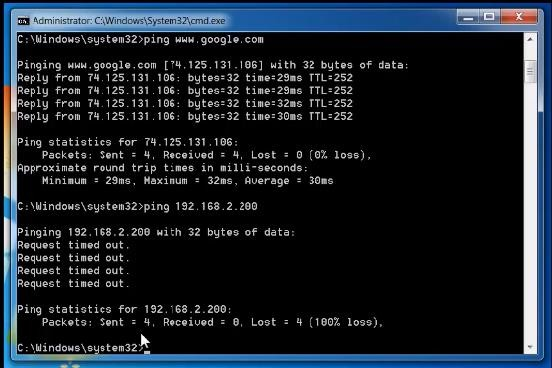 Administrator: C:\Windows\System32\cmd.exe
C:\Windows\system32>ping www.google.com
Pinging www.google.com [74.125.131.106] with 32 bytes of data:
Reply from 74.125.131.106: bytes=32 time=29ms TTL=252
Reply from 74.125.131.106: bytes=32 time=29ms TTL=252
Reply from 74.125.131.106: bytes=32 time=32ms TTL=252
Reply from 74.125.131.106: bytes=32 time=30ms TTL=252
Ping statistics for 74.125.131.106:
Packets: Sent = 4, Received = 4, Lost = 0 (0% loss),
Approximate round trip times in milli-seconds:
Minimum = 29ms, Maximum = 32ms, Average = 30ms
C:\Windows\system32>ping 192.168.2.200
Pinging 192.168.2.200 with 32 bytes of data:
Request timed out.
Request timed out.
Request timed out.
Request timed out.
Ping statistics for 192.168.2.200:
Packets: Sent = 4, Received = 0, Lost = 4 (100% loss),
C:\Windows\system32>